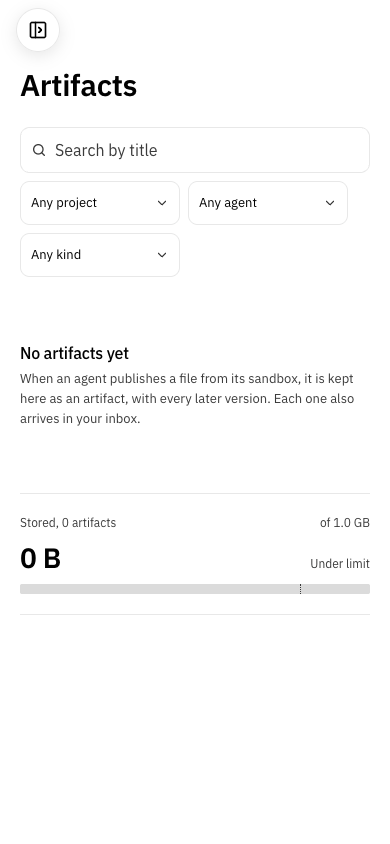 Artifacts
Search by title
Any project
Any agent
Any kind
No artifacts yet
When an agent publishes a file from its sandbox, it is kept
here as an artifact, with every later version. Each one also
arrives in your inbox.
Stored, 0 artifacts
of 1.0 GB
0 B
Under limit